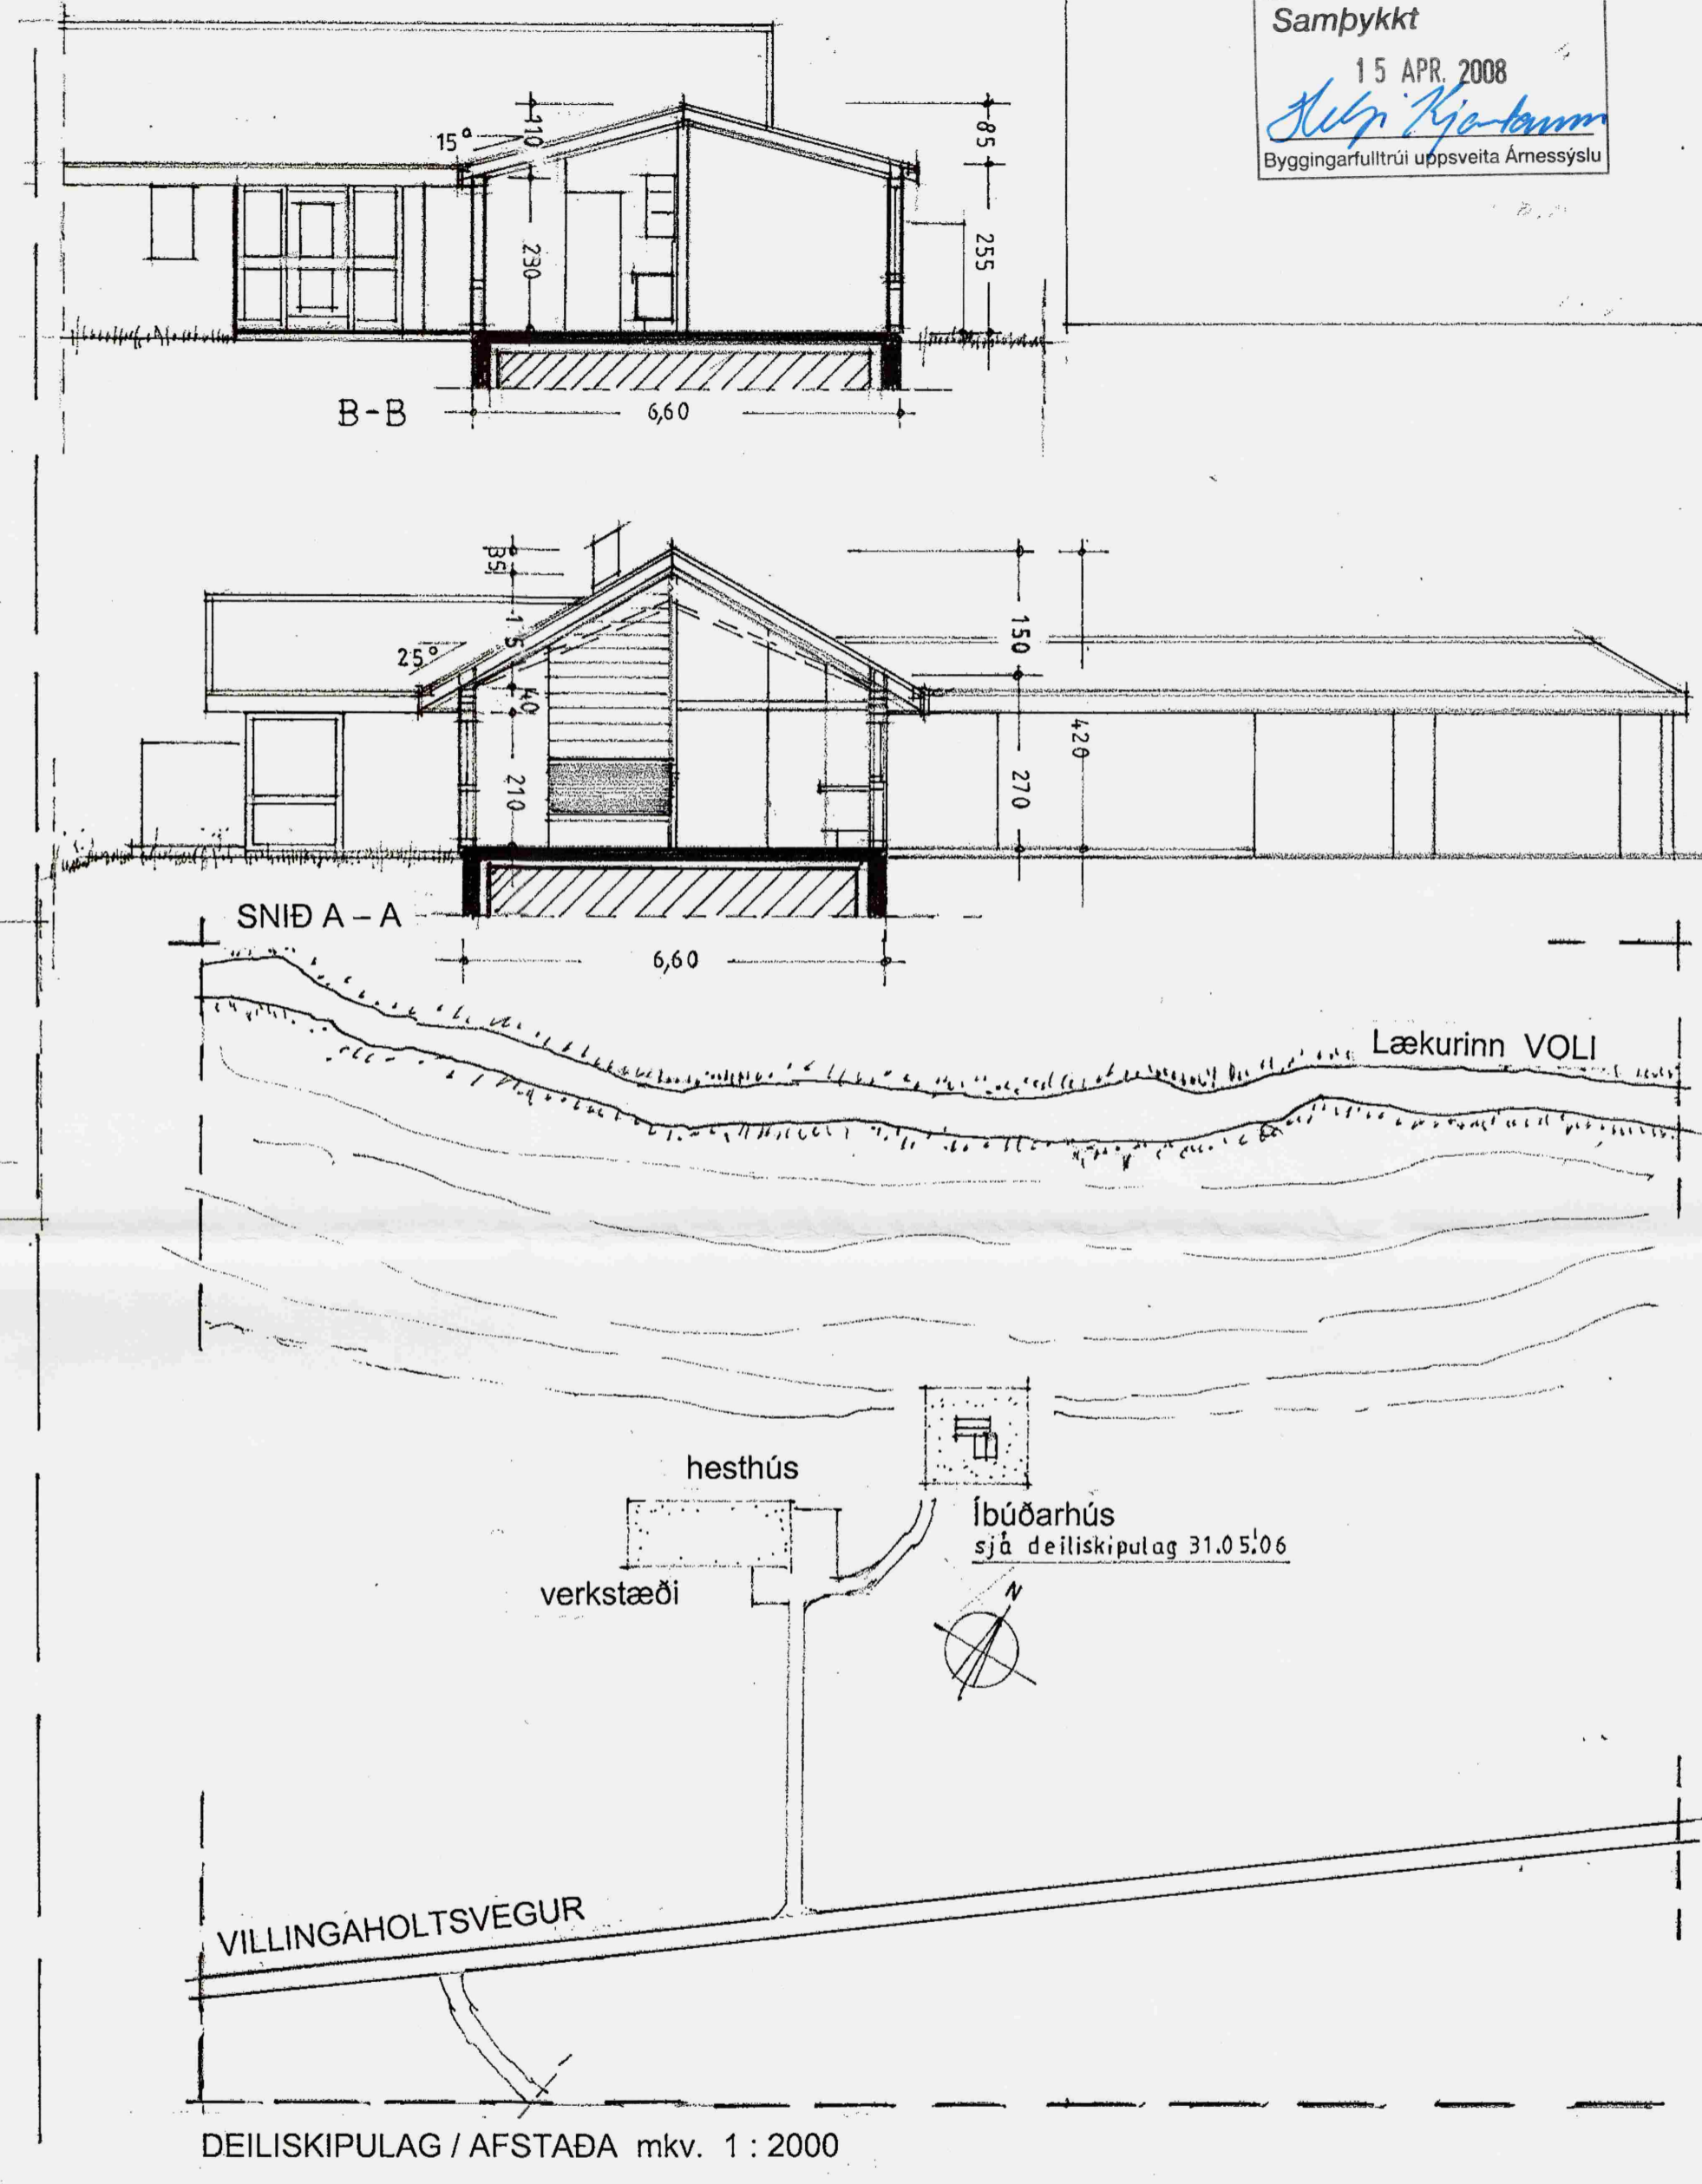 Samþykkt
15 APR. 2008
Byggingarfulltrúi uppsveita Árnessýslu
15°
110
85
230
255
B-B
6,60
35
25°
150
40
420
210
270
SNIÐ A – A
6,60
Lækurinn VOLI
hesthús
Íbúðarhús
sjá deiliskipulag 31.05.'06
verkstæði
N
VILLINGAHOLTSVEGUR
DEILISKIPULAG / AFSTAÐA mkv. 1 : 2000